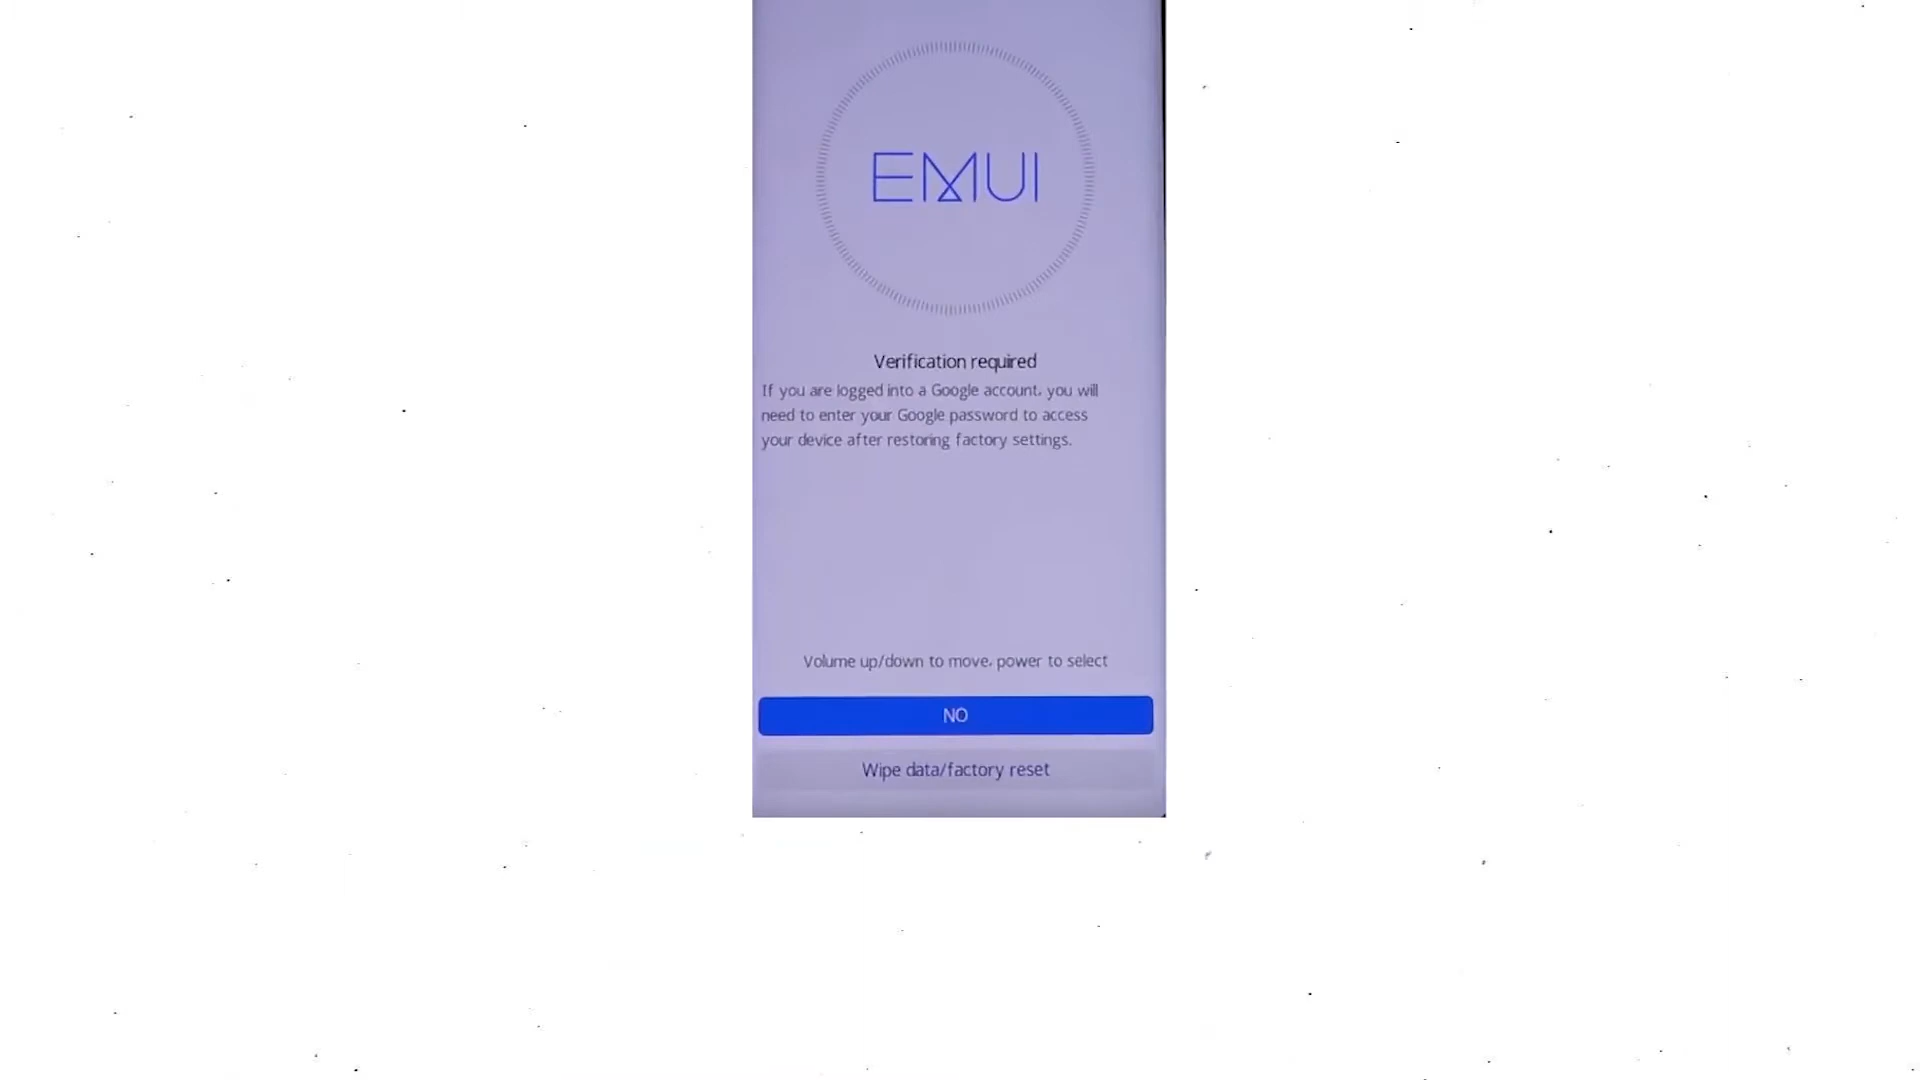 EMUI
Verification required
If you are logged into a Google account, you will
need to enter your Google password to access
your device after restoring factory settings.
Volume up/down to move, power to select
NO
Wipe data/factory reset